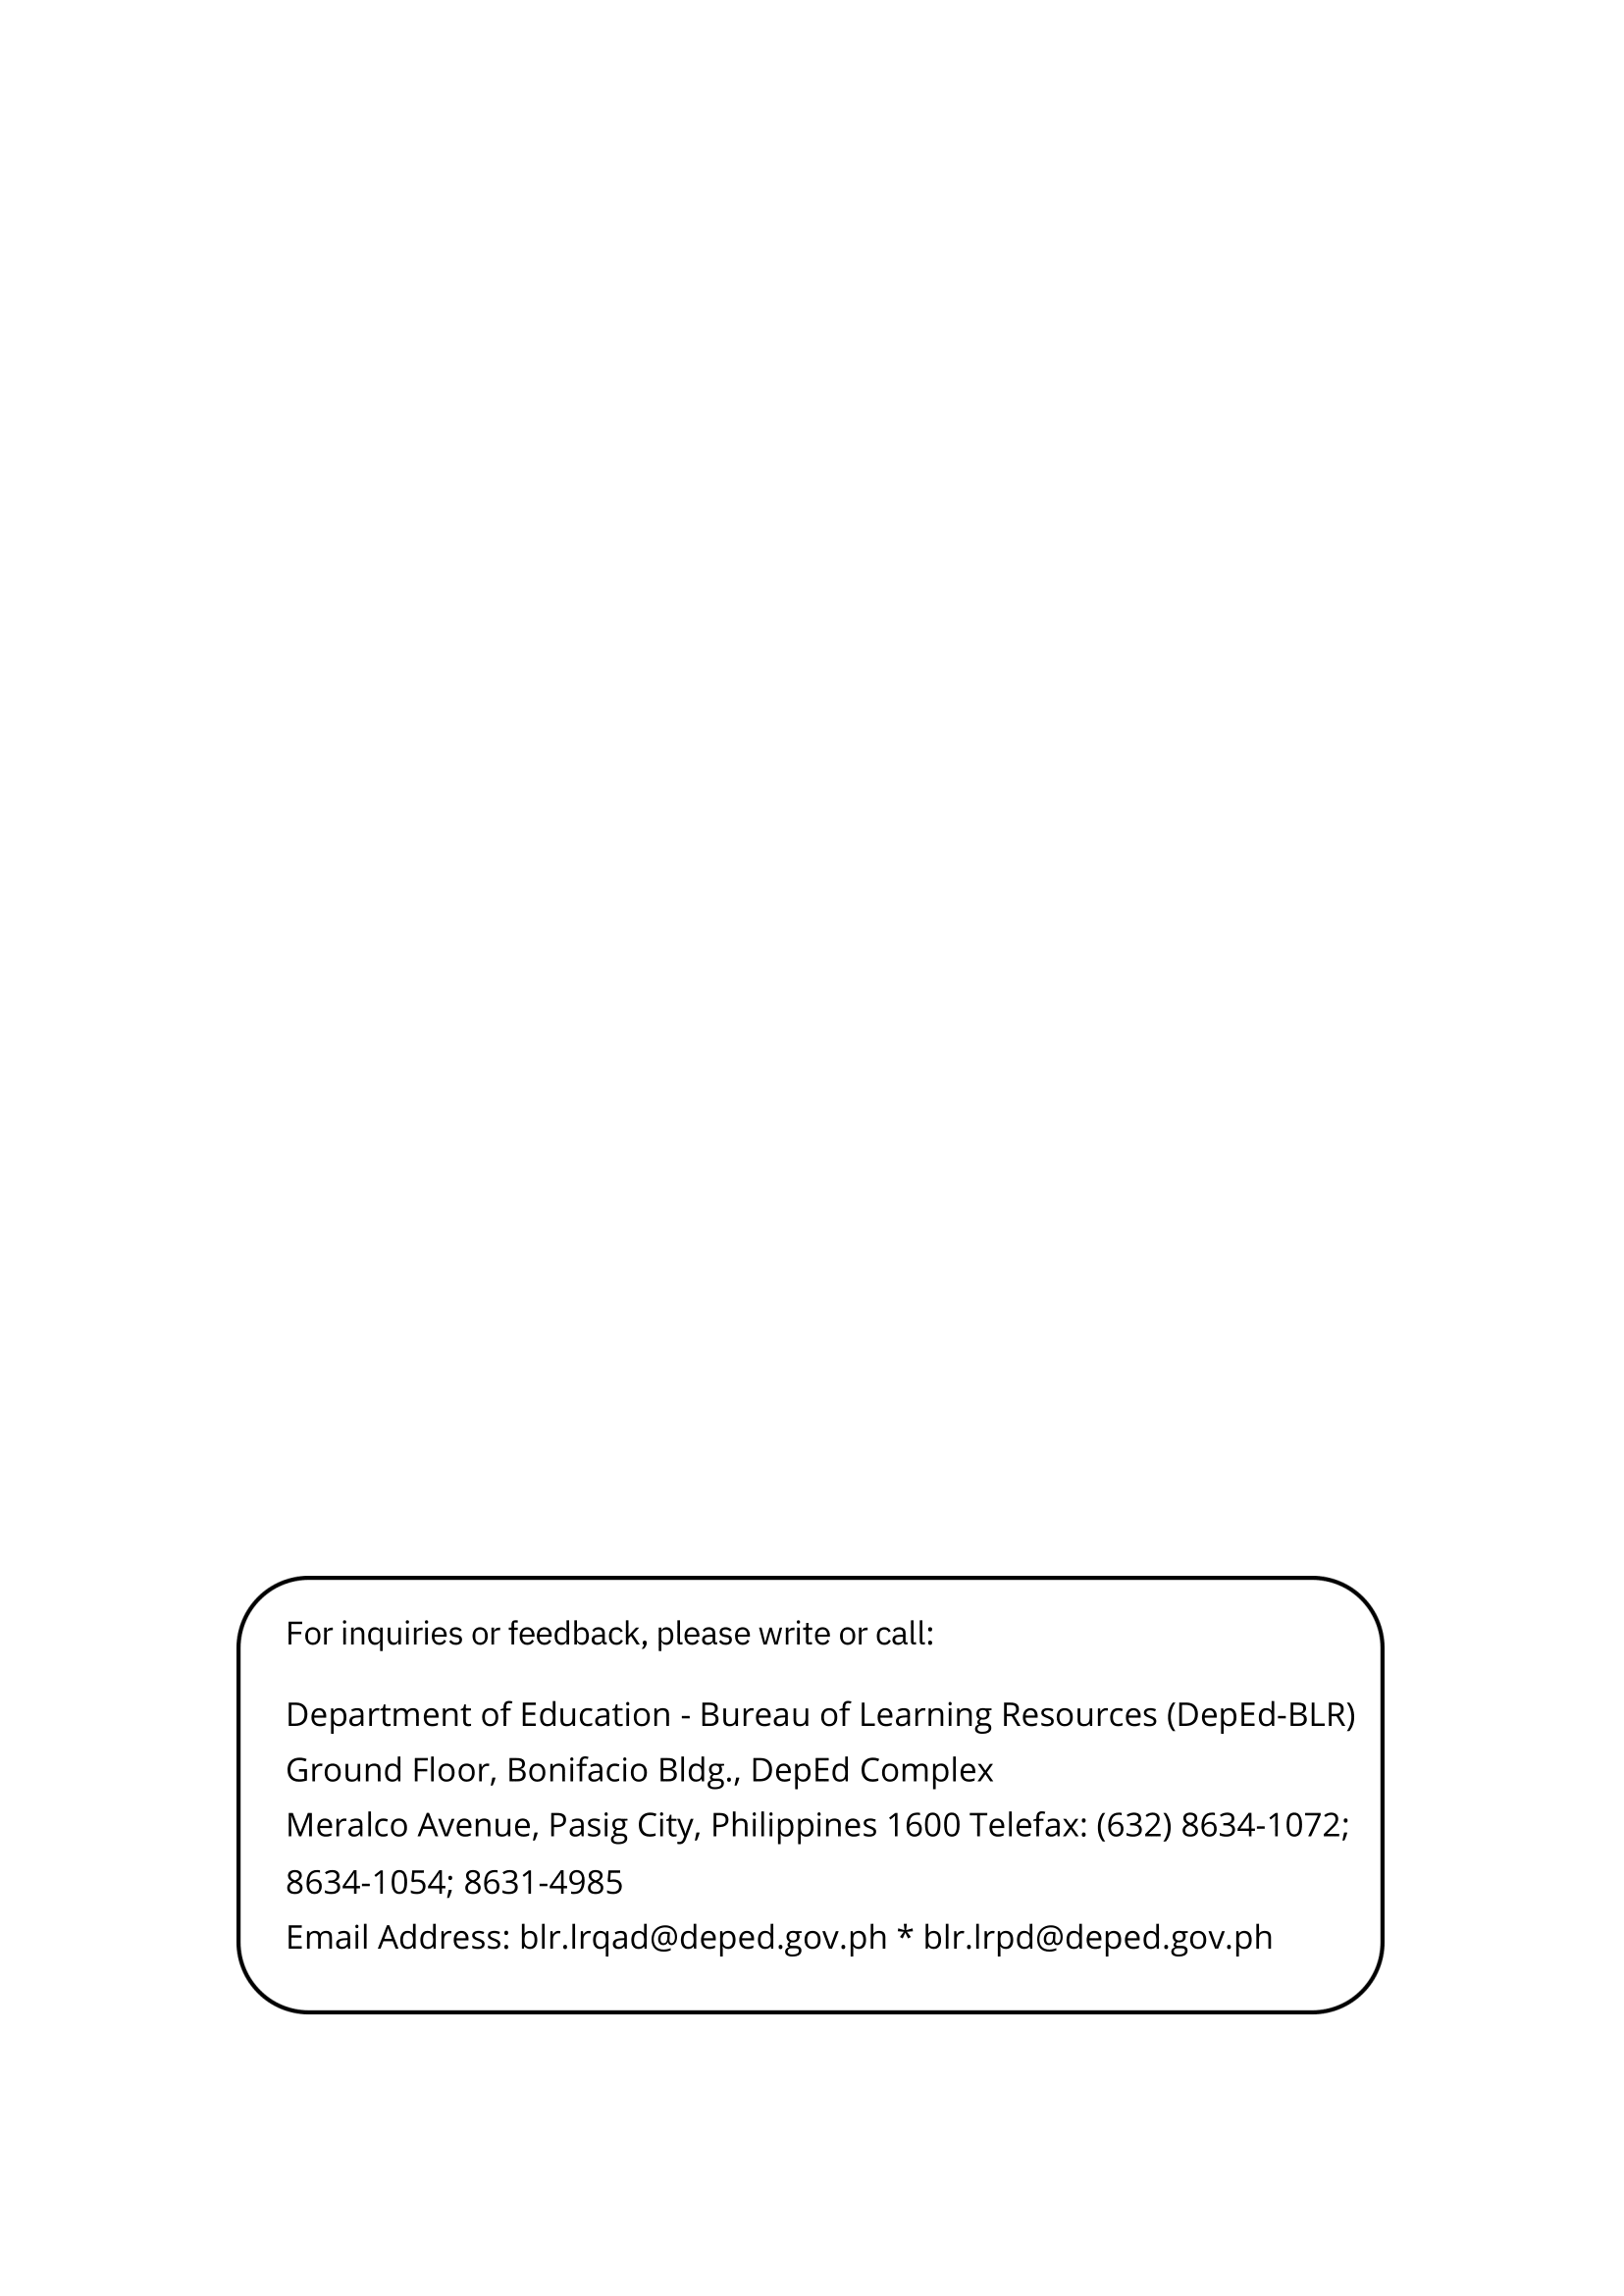 For inquiries or feedback, please write or call:
Department of Education - Bureau of Learning Resources (DepEd-BLR)
Ground Floor, Bonifacio Bldg., DepEd Complex
Meralco Avenue, Pasig City, Philippines 1600 Telefax: (632) 8634-1072;
8634-1054; 8631-4985
Email Address: blr.lrqad@deped.gov.ph * blr.lrpd@deped.gov.ph